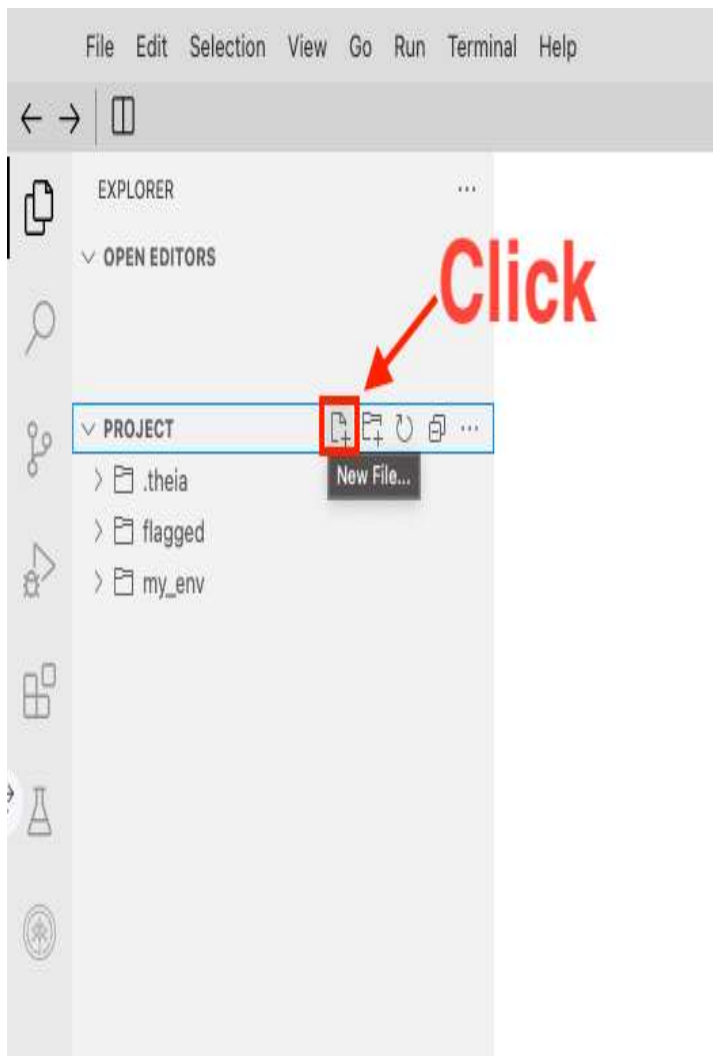 File Edit Selection View Go Run Terminal Help
EXPLORER
OPEN EDITORS
Click
PROJECT
New File...
.theia
flagged
my_env